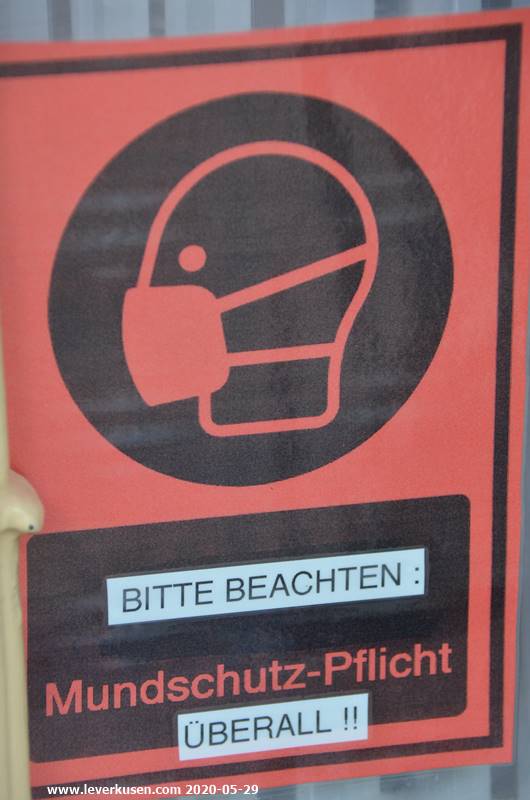 BITTE BEACHTEN :
Mundschutz-Pflicht
ÜBERALL !!
www.leverkusen.com 2020-05-29